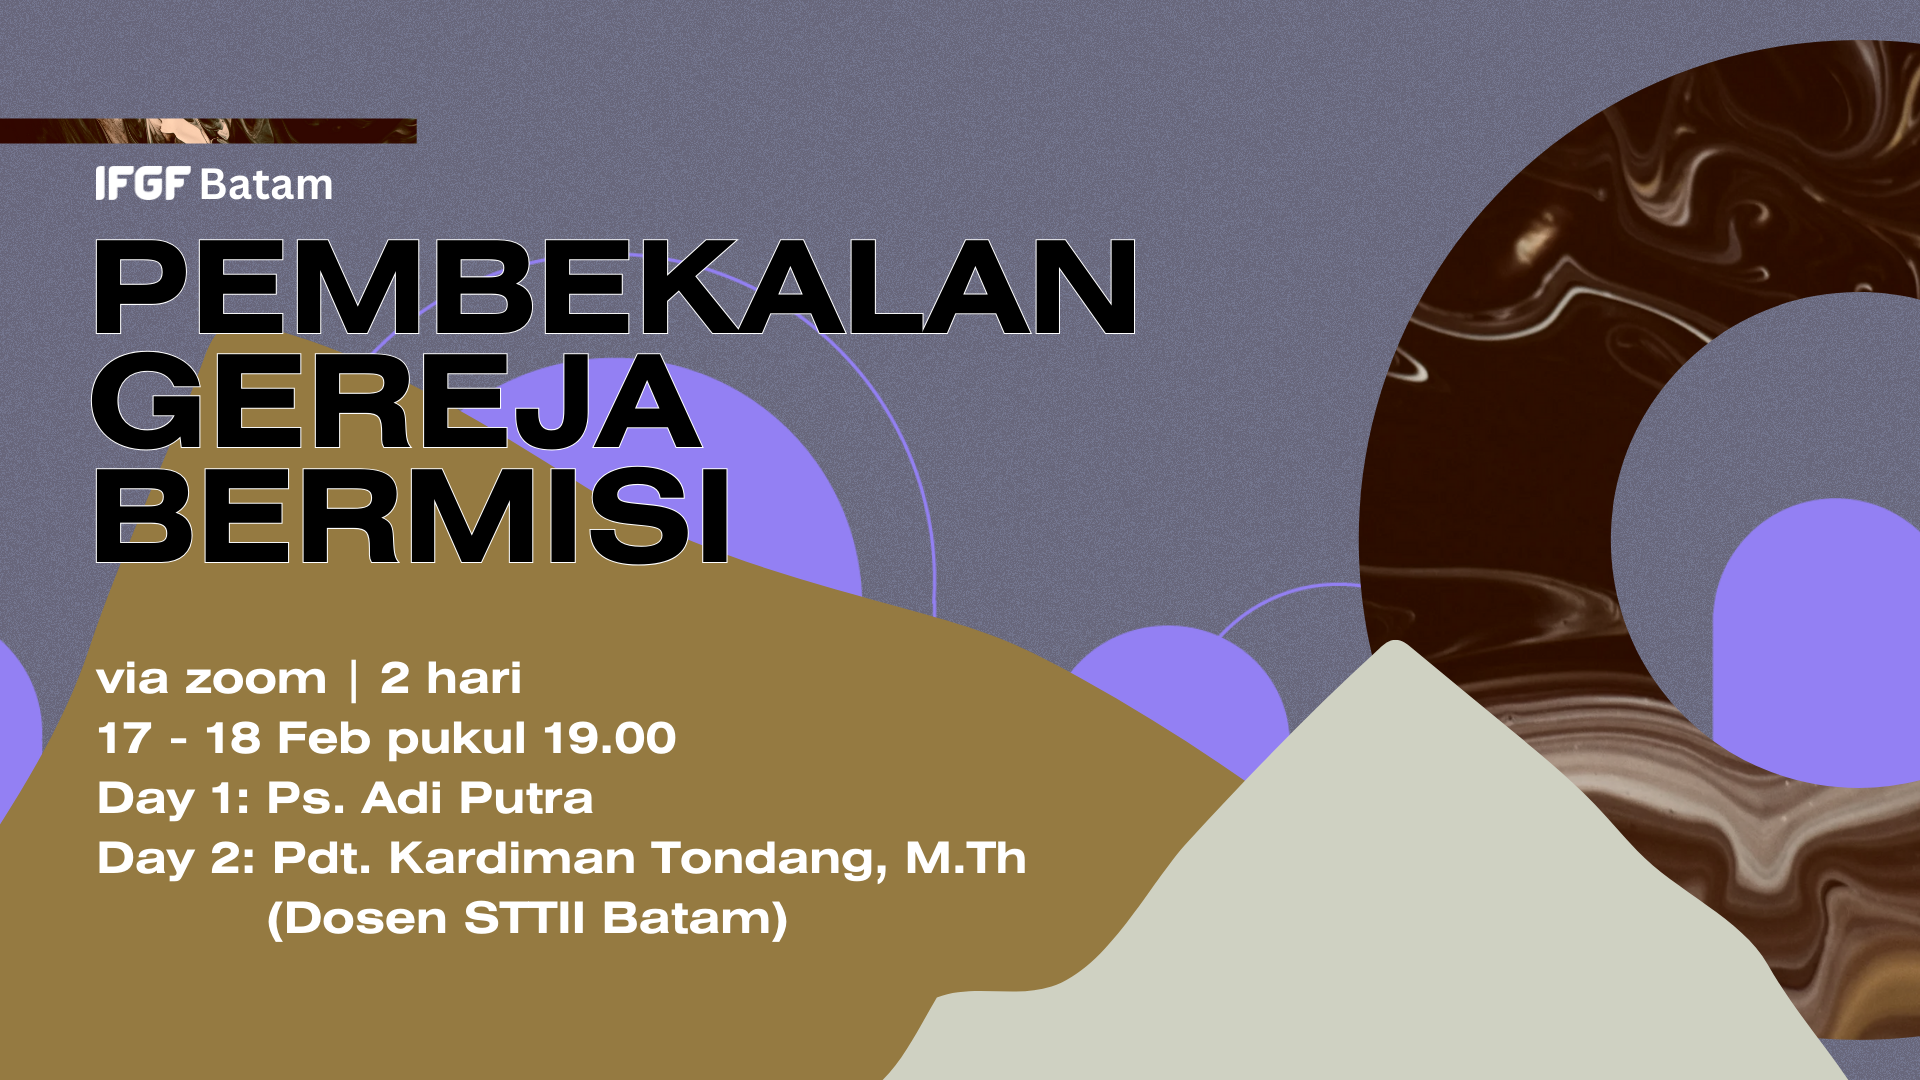 IFGF Batam
PEMBEKALAN
GEREJA
BERMISI
via zoom | 2 hari
17 - 18 Feb pukul 19.00
Day 1: Ps. Adi Putra
Day 2: Pdt. Kardiman Tondang, M.Th
(Dosen STTII Batam)